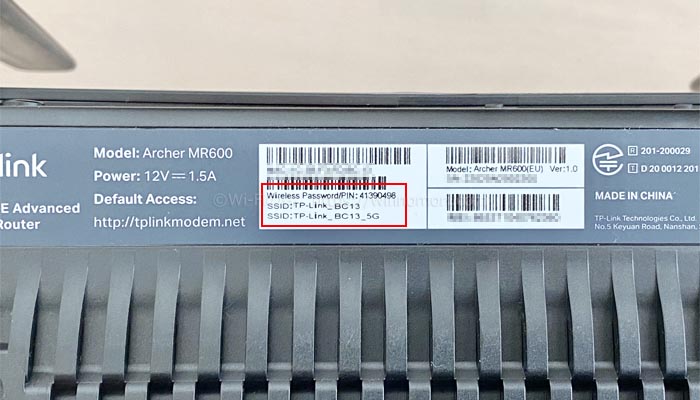 link
E Advanced
Router
Model: Archer MR600
Power: 12V 1.5A
Default Access:
http://tplinkmodem.net
Wireless Password/PIN: 41390498
SSID:TP-Link_BC13
SSID:TP-Link_BC13_5G
Model: Archer MR600(EU) Ver:1.0
R 201-200029
T D 20 0012 201
MADE IN CHINA
TP-Link Technologies Co., Ltd.
No.5 Keyuan Road, Nanshan,